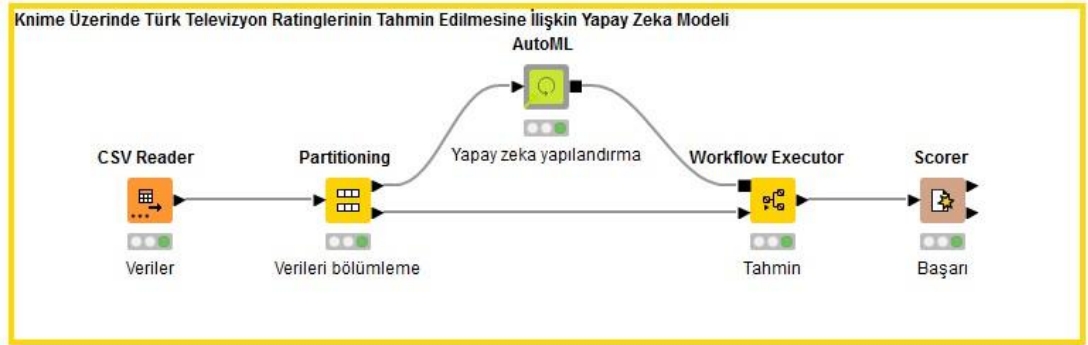 Knime Üzerinde Türk Televizyon Ratinglerinin Tahmin Edilmesine İlişkin Yapay Zeka Modeli
AutoML
Yapay zeka yapılandırma
CSV Reader
Veriler
Partitioning
Verileri bölümleme
Workflow Executor
Tahmin
Scorer
Başarı